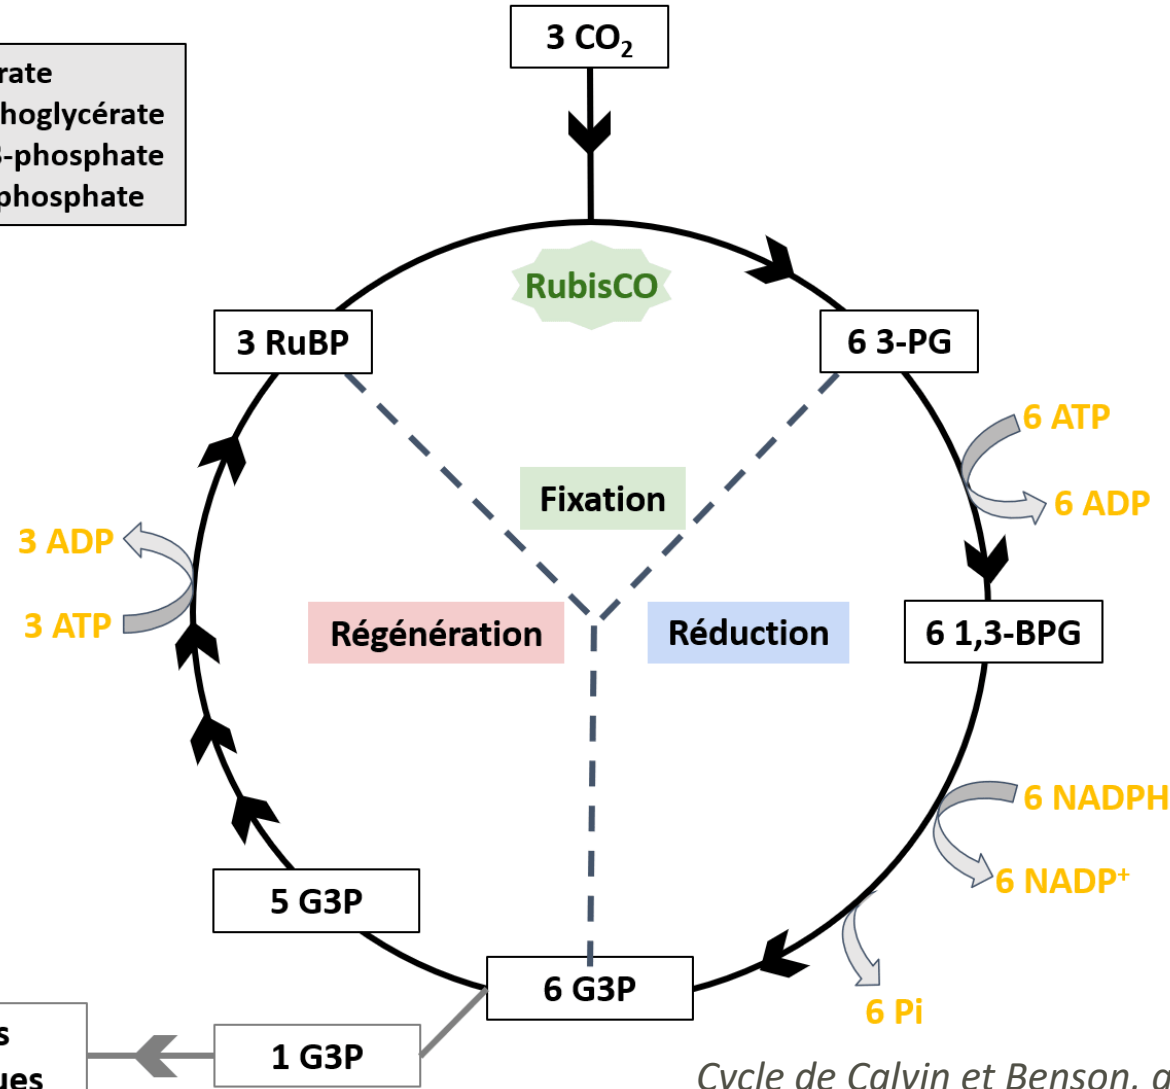 3 CO₂
rate
hoglycérate
3-phosphate
phosphate
RubisCO
3 RuBP
6 3-PG
6 ATP
6 ADP
Fixation
3 ADP
3 ATP
Régénération
Réduction
6 1,3-BPG
6 NADPH
6 NADP⁺
5 G3P
6 G3P
6 Pi
1 G3P
s
ues
Cycle de Calvin et Benson,